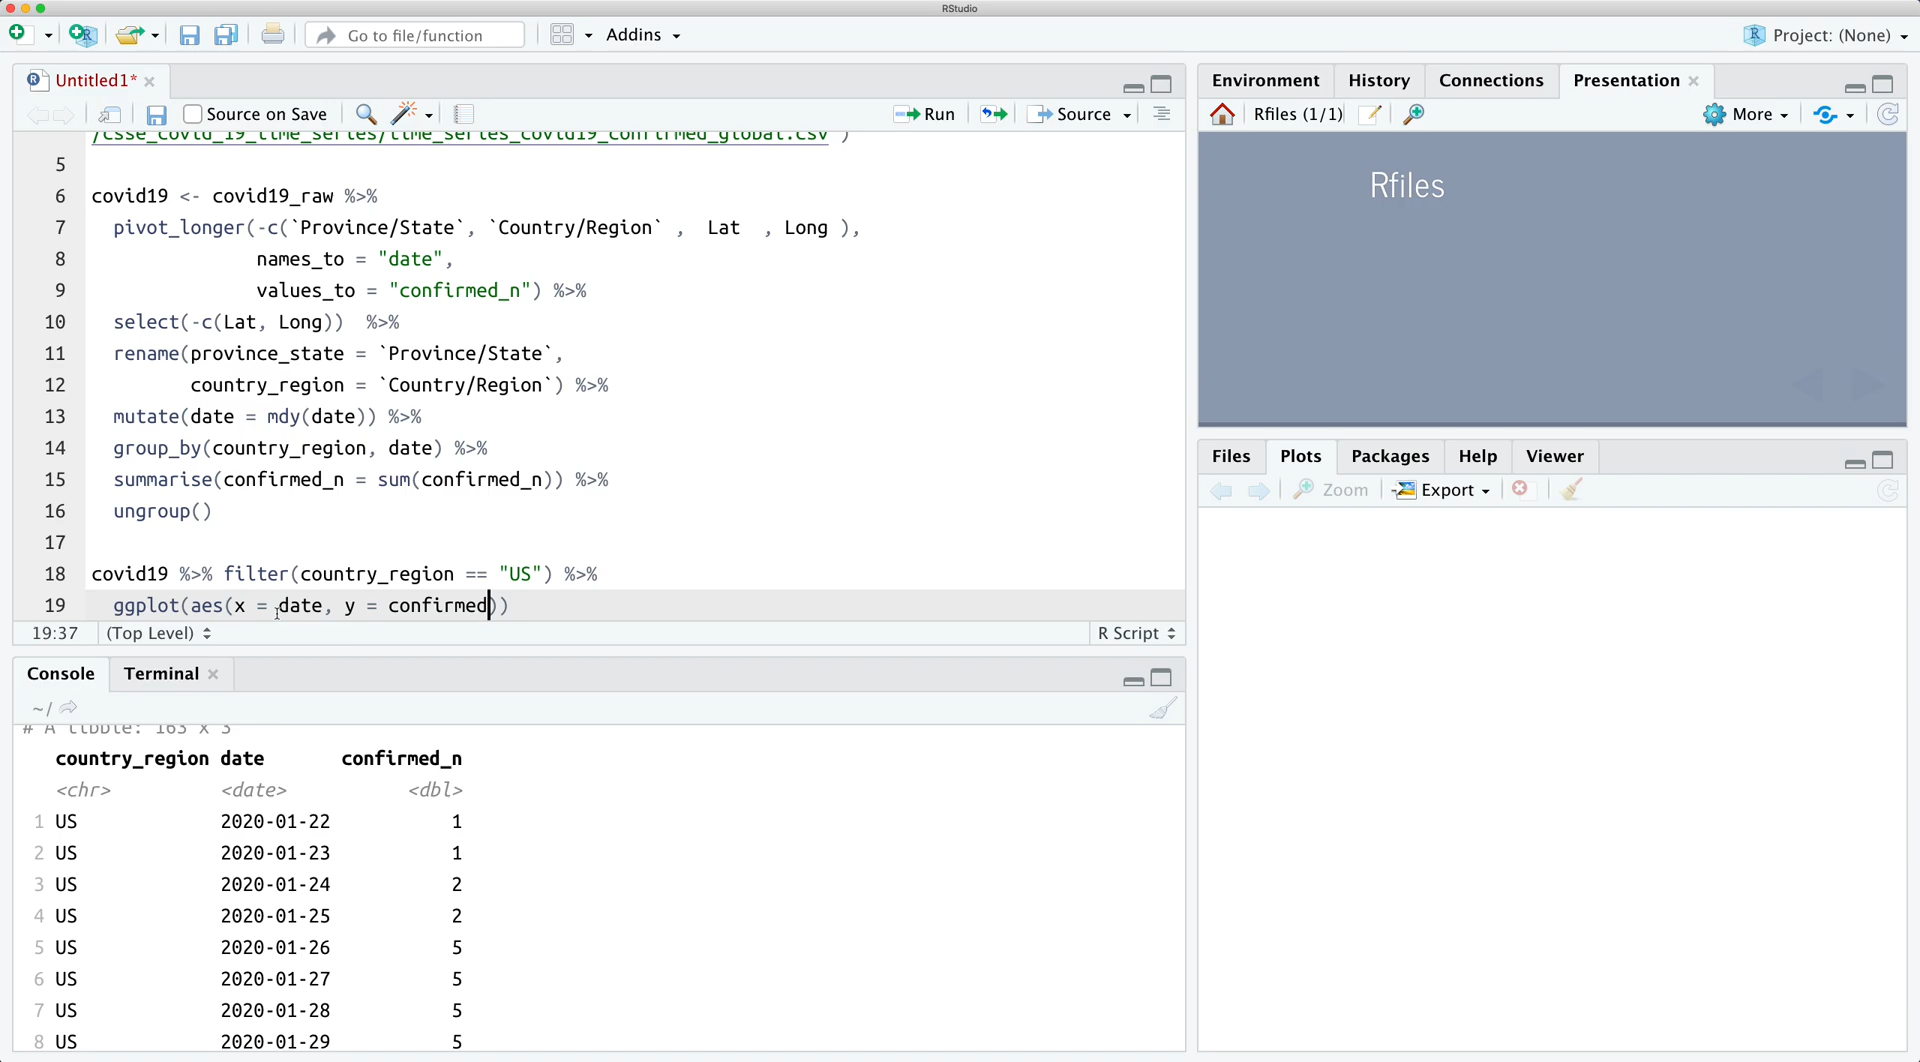 RStudio
Go to file/function
Addins
Project: (None)
Untitled1*
Source on Save
Run
Source
/csse_covid_19_time_series/time_series_covid19_confirmed_global.csv" )
5
6 covid19 <- covid19_raw %>%
7 pivot_longer(-c(`Province/State`, `Country/Region` , Lat , Long ),
8 names_to = "date",
9 values_to = "confirmed_n") %>%
10 select(-c(Lat, Long)) %>%
11 rename(province_state = `Province/State`,
12 country_region = `Country/Region`) %>%
13 mutate(date = mdy(date)) %>%
14 group_by(country_region, date) %>%
15 summarise(confirmed_n = sum(confirmed_n)) %>%
16 ungroup()
17
18 covid19 %>% filter(country_region == "US") %>%
19 ggplot(aes(x = date, y = confirmed))
19:37 (Top Level) R Script
Console Terminal
~/
# A tibble: 163 x 3
country_region date confirmed_n
<chr> <date> <dbl>
1 US 2020-01-22 1
2 US 2020-01-23 1
3 US 2020-01-24 2
4 US 2020-01-25 2
5 US 2020-01-26 5
6 US 2020-01-27 5
7 US 2020-01-28 5
8 US 2020-01-29 5
Environment History Connections Presentation
Rfiles (1/1) More
Rfiles
Files Plots Packages Help Viewer
Zoom Export